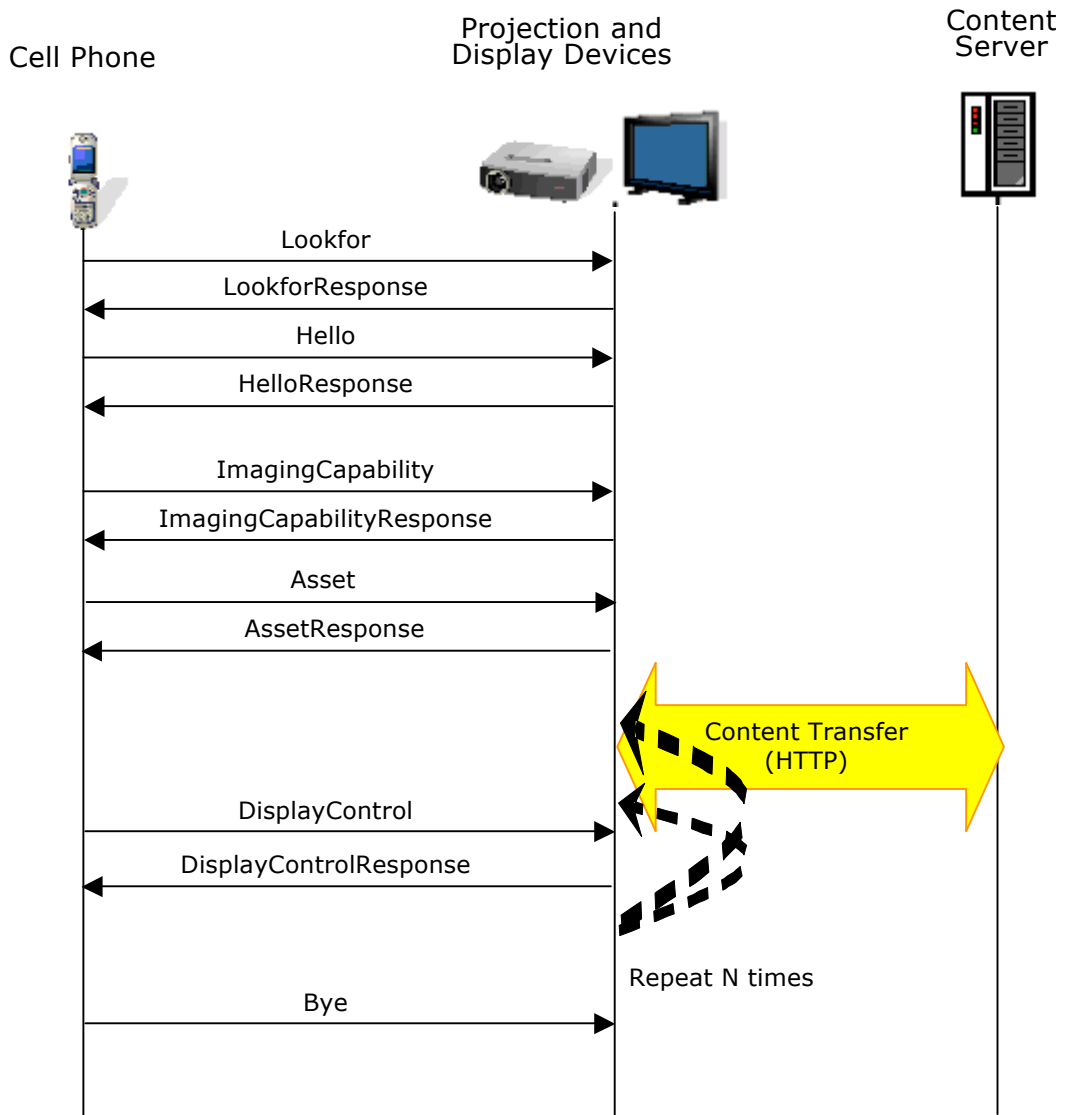 Cell Phone
Projection and
Display Devices
Content
Server
Lookfor
LookforResponse
Hello
HelloResponse
ImagingCapability
ImagingCapabilityResponse
Asset
AssetResponse
Content Transfer
(HTTP)
DisplayControl
DisplayControlResponse
Repeat N times
Bye